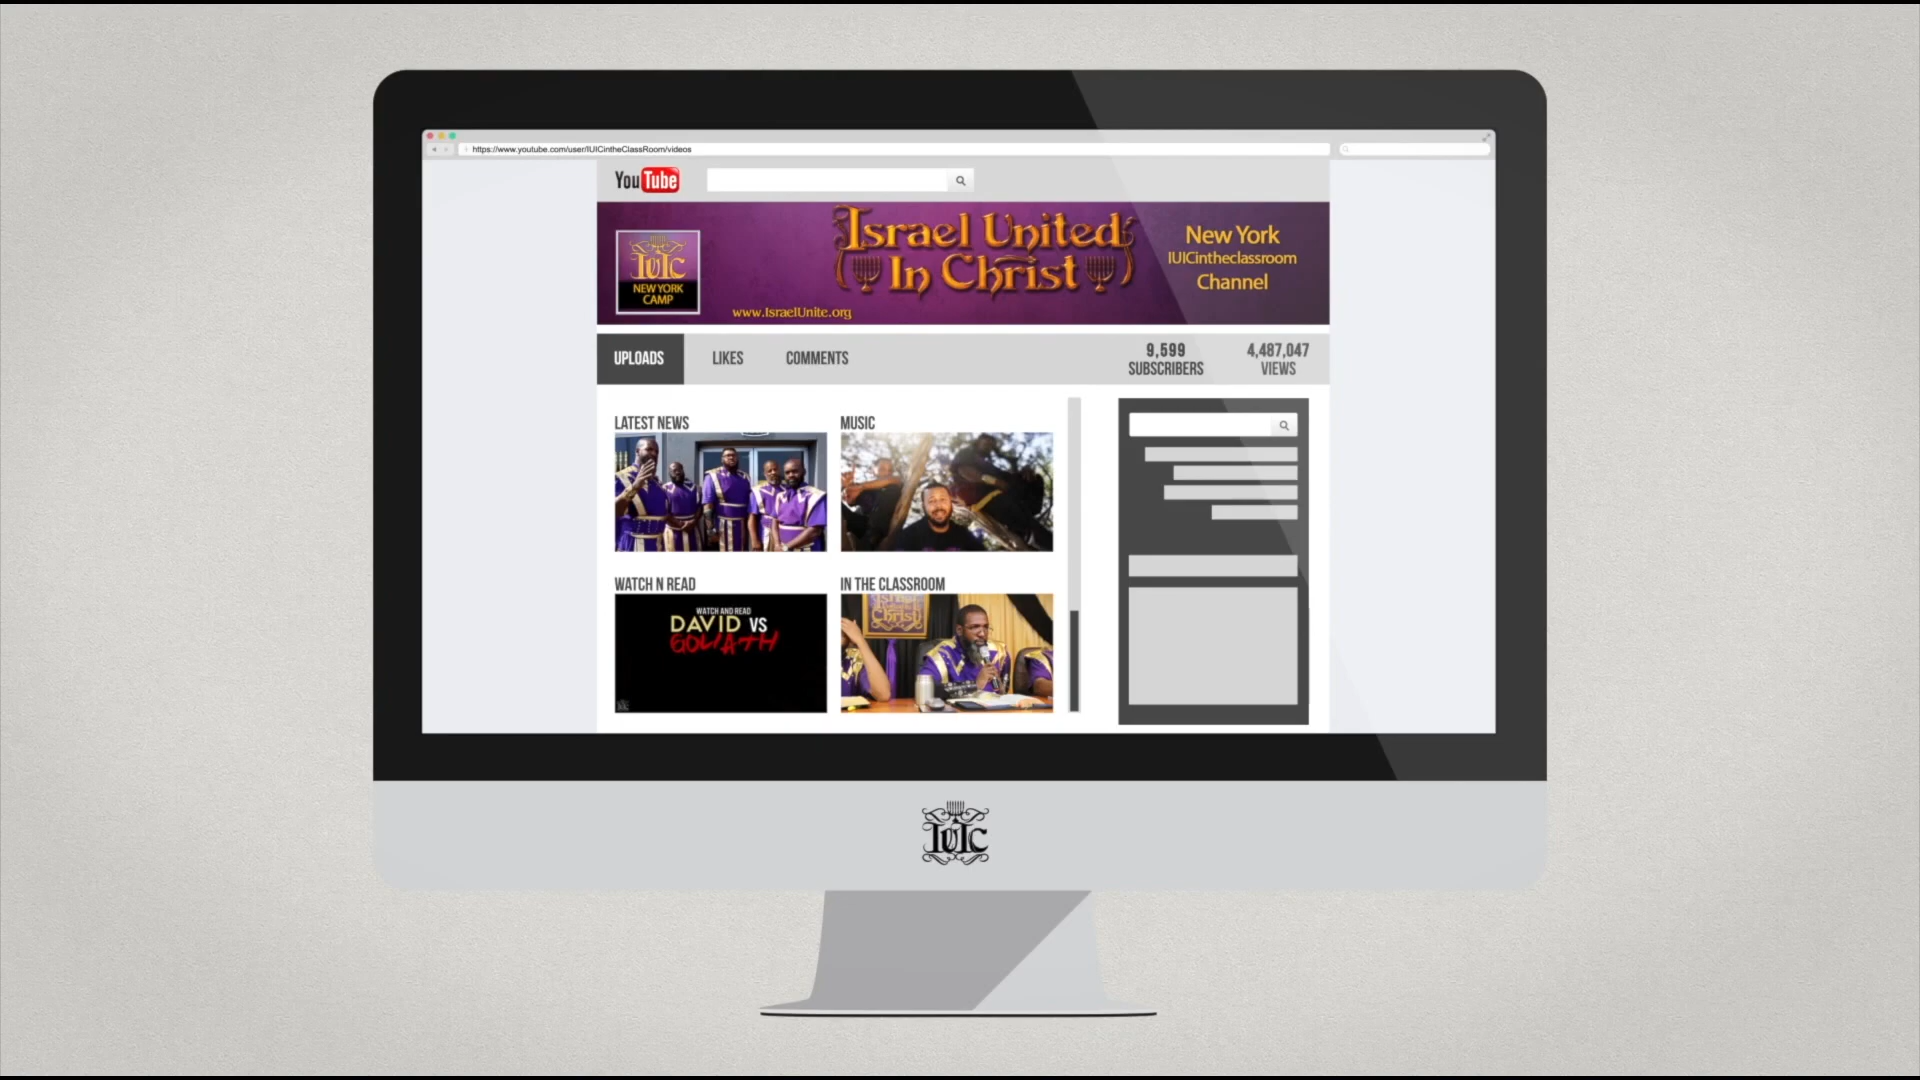 https://www.youtube.com/user/IUICintheClassRoom/videos
YouTube
Israel United
In Christ
New York
IUICintheclassroom
Channel
IUIC
NEW YORK
CAMP
www.IsraelUnite.org
UPLOADS
LIKES
COMMENTS
9,599
SUBSCRIBERS
4,487,047
VIEWS
LATEST NEWS
MUSIC
WATCH N READ
IN THE CLASSROOM
WATCH AND READ
DAVID VS
GOLIATH
Israel
Christ
IUIC